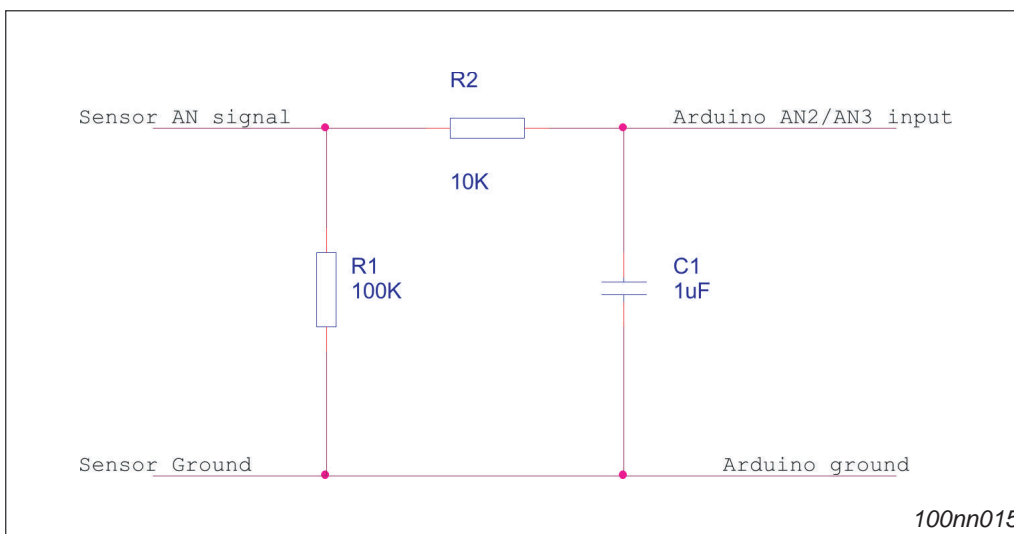 R2
Sensor AN signal
Arduino AN2/AN3 input
10K
R1
100K
C1
1uF
Sensor Ground
Arduino ground
100nn015